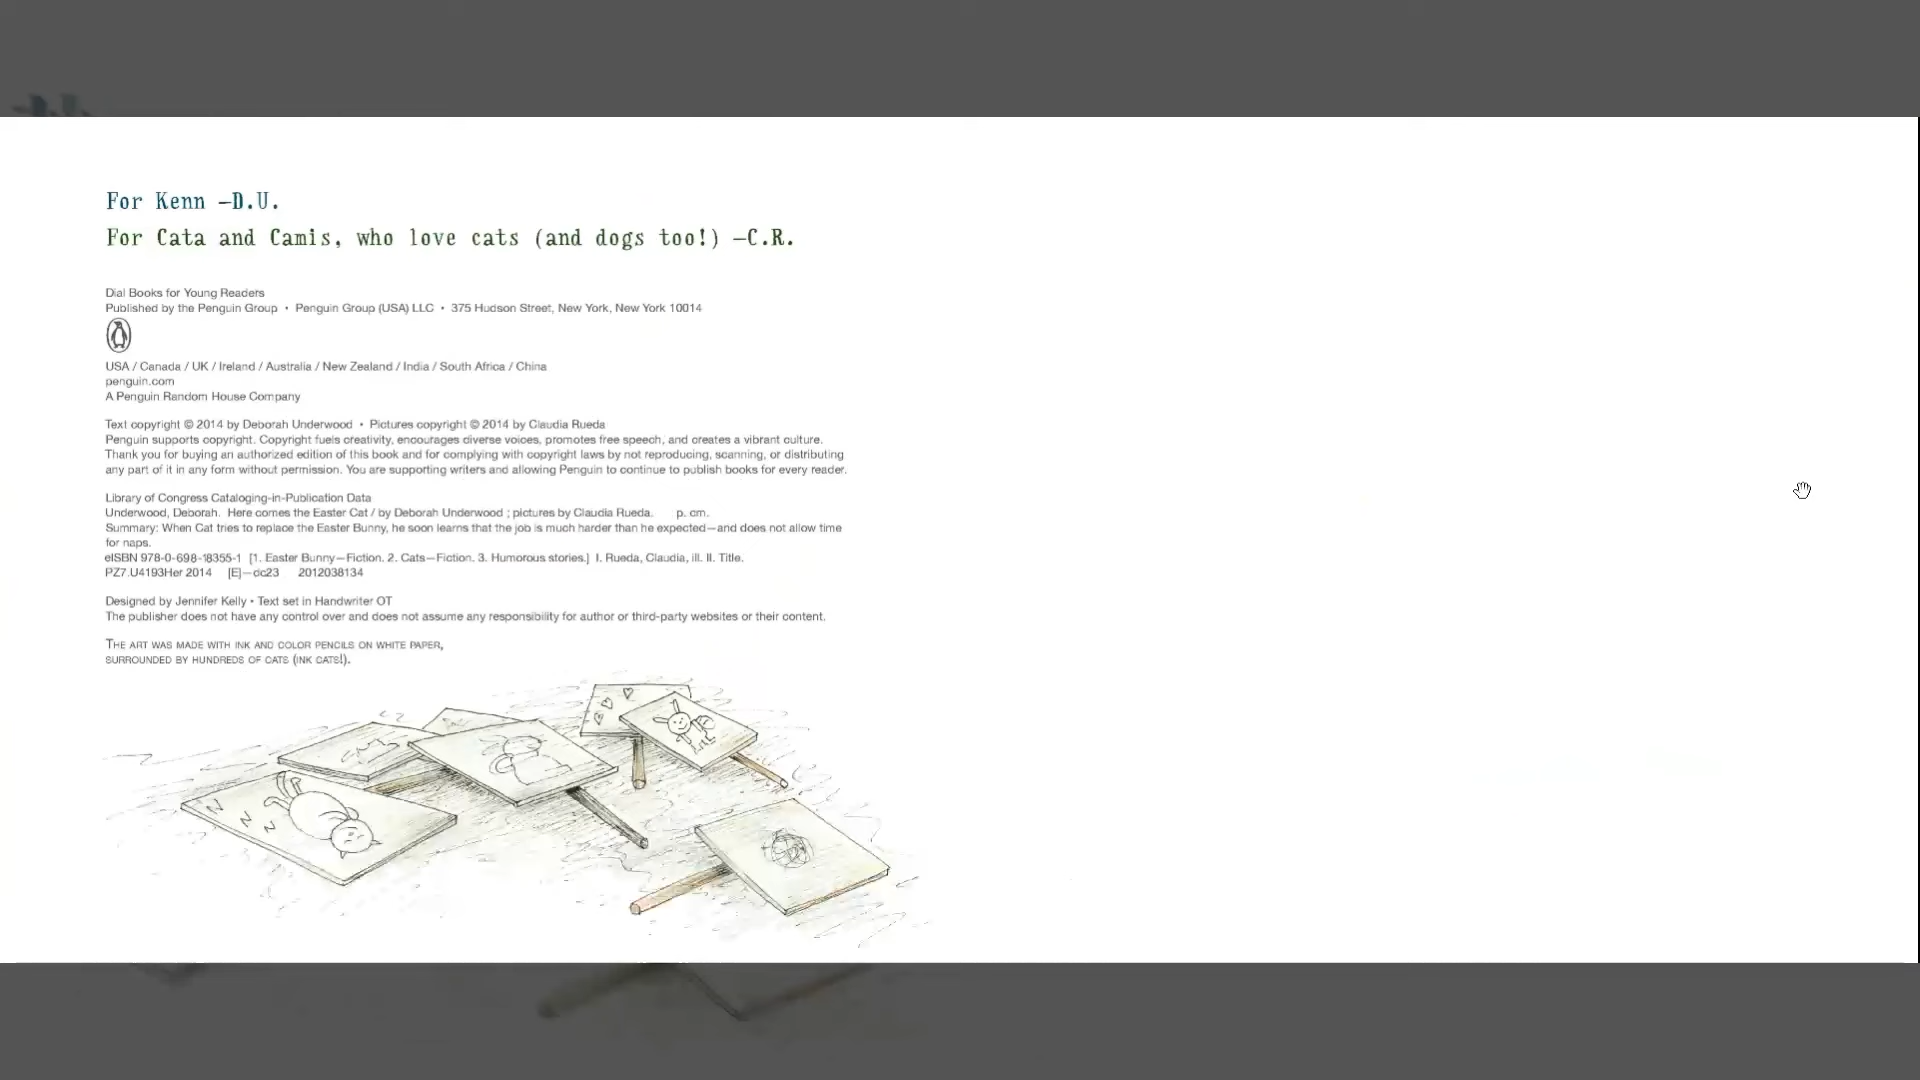 For Kenn —D.U.
For Cata and Camis, who love cats (and dogs too!) —C.R.
Dial Books for Young Readers
Published by the Penguin Group • Penguin Group (USA) LLC • 375 Hudson Street, New York, New York 10014
USA / Canada / UK / Ireland / Australia / New Zealand / India / South Africa / China
penguin.com
A Penguin Random House Company
Text copyright © 2014 by Deborah Underwood • Pictures copyright © 2014 by Claudia Rueda
Penguin supports copyright. Copyright fuels creativity, encourages diverse voices, promotes free speech, and creates a vibrant culture.
Thank you for buying an authorized edition of this book and for complying with copyright laws by not reproducing, scanning, or distributing
any part of it in any form without permission. You are supporting writers and allowing Penguin to continue to publish books for every reader.
Library of Congress Cataloging-in-Publication Data
Underwood, Deborah. Here comes the Easter Cat / by Deborah Underwood ; pictures by Claudia Rueda. p. cm.
Summary: When Cat tries to replace the Easter Bunny, he soon learns that the job is much harder than he expected—and does not allow time
for naps.
eISBN 978-0-698-18355-1 [1. Easter Bunny—Fiction. 2. Cats—Fiction. 3. Humorous stories.] I. Rueda, Claudia, ill. II. Title.
PZ7.U4193Her 2014 [E]—dc23 2012038134
Designed by Jennifer Kelly • Text set in Handwriter OT
The publisher does not have any control over and does not assume any responsibility for author or third-party websites or their content.
THE ART WAS MADE WITH INK AND COLOR PENCILS ON WHITE PAPER,
SURROUNDED BY HUNDREDS OF CATS (INK CATS!).
Z Z Z